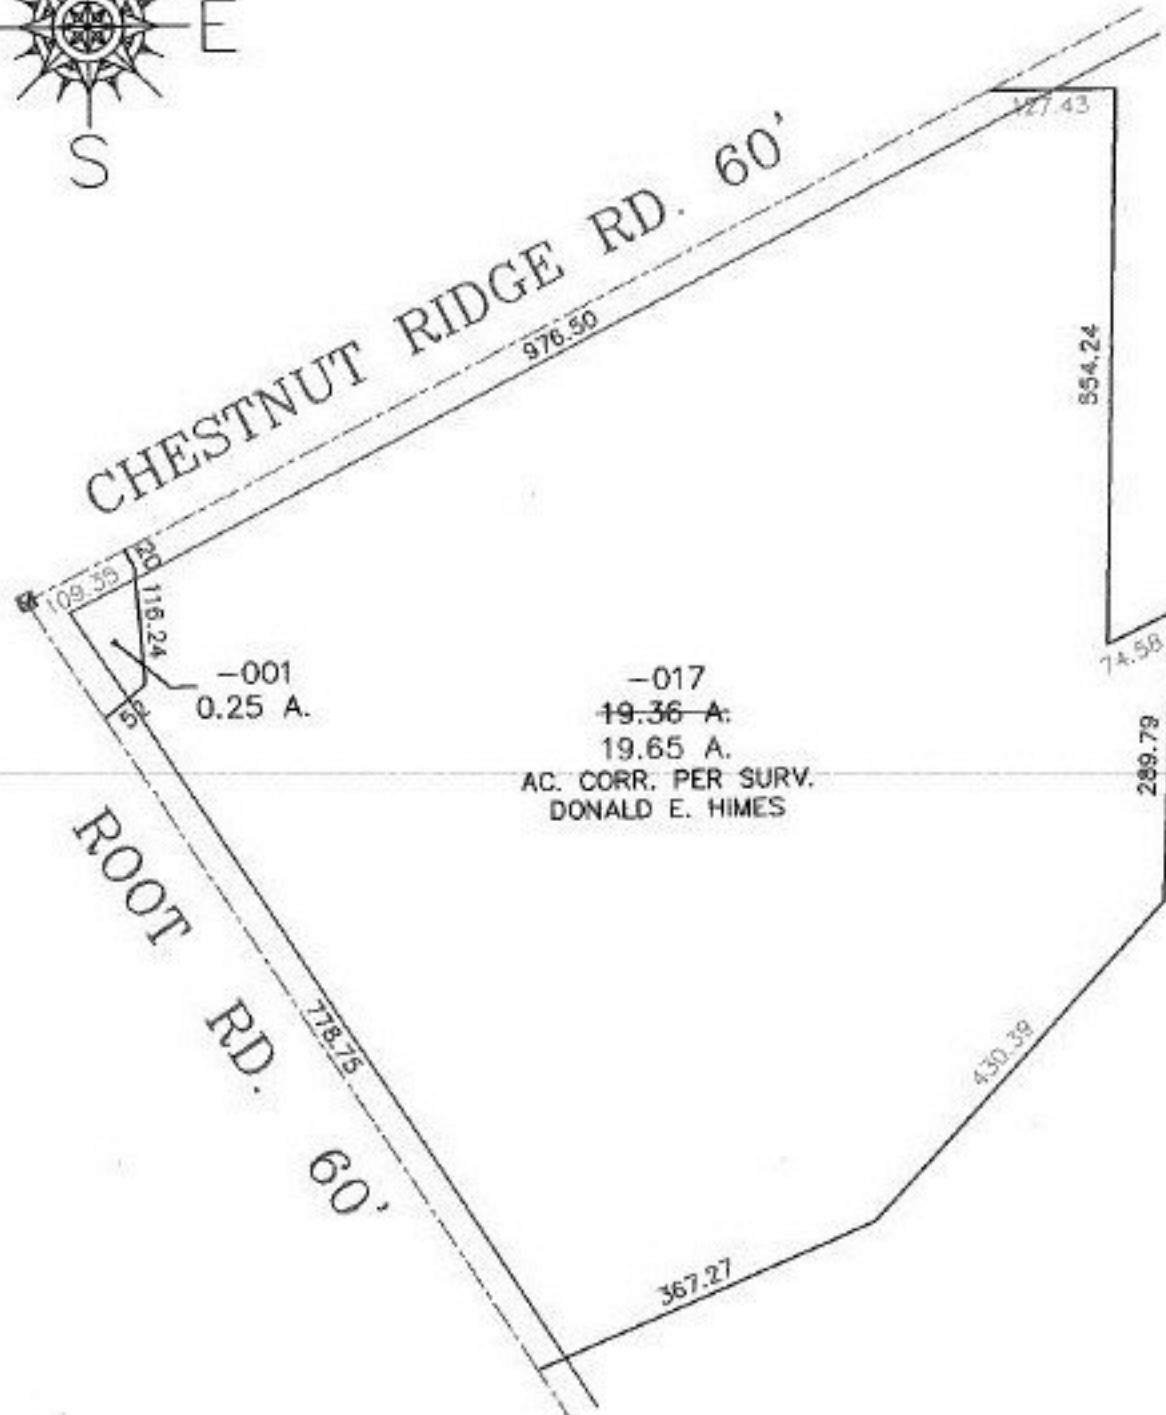 E
S
CHESTNUT RIDGE RD. 60'
127.43
976.50
554.24
20
109.35
116.24
74.58
-001
0.25 A.
52
-017
19.36 A.
19.65 A.
AC. CORR. PER SURV.
DONALD E. HIMES
289.79
ROOT RD. 60'
778.75
430.39
367.27